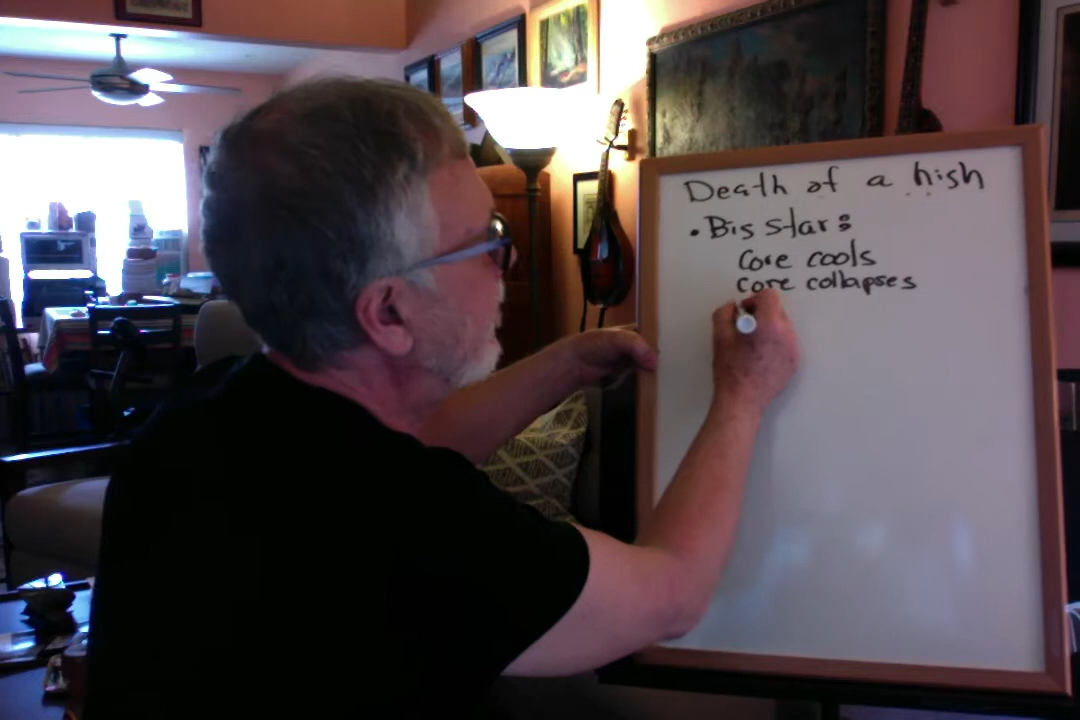 Death of a high
• Big star:
Core cools
Core collapses